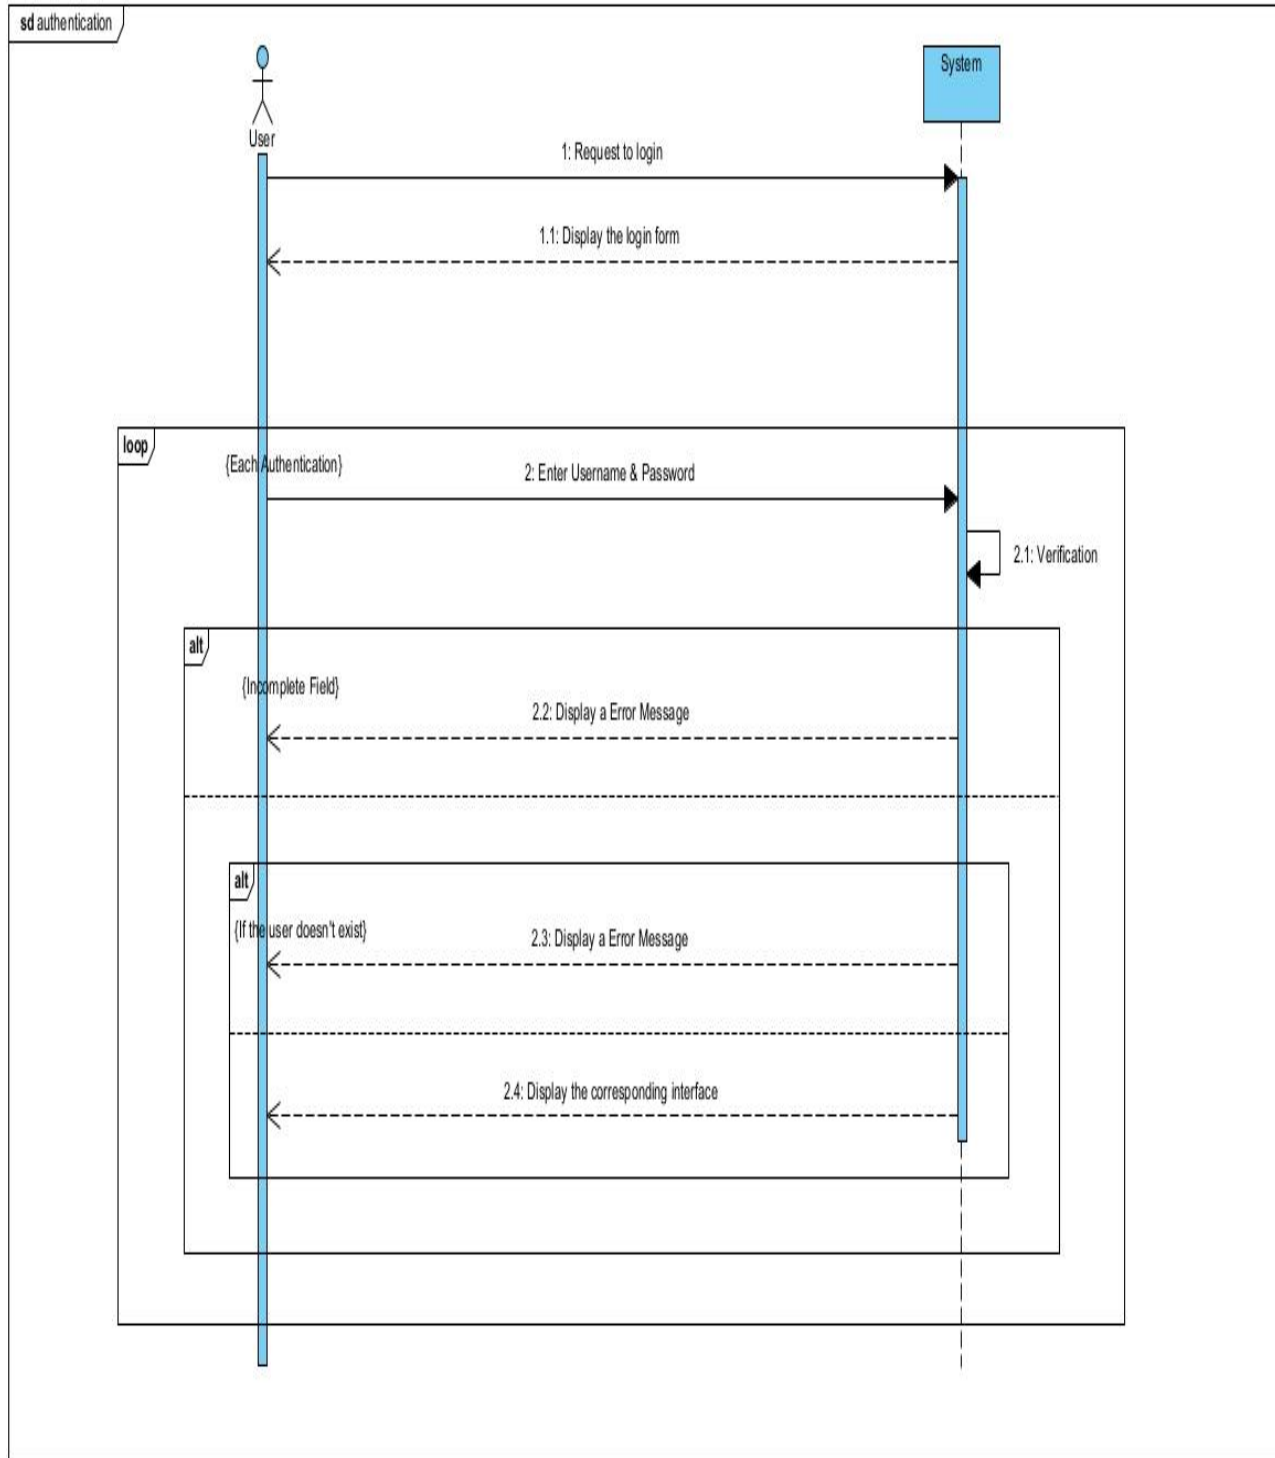 sd authentication
System
User
1: Request to login
1.1: Display the login form
loop
{Each Authentication}
2: Enter Username & Password
2.1: Verification
alt
{Incomplete Field}
2.2: Display a Error Message
alt
{If the user doesn't exist}
2.3: Display a Error Message
2.4: Display the corresponding interface